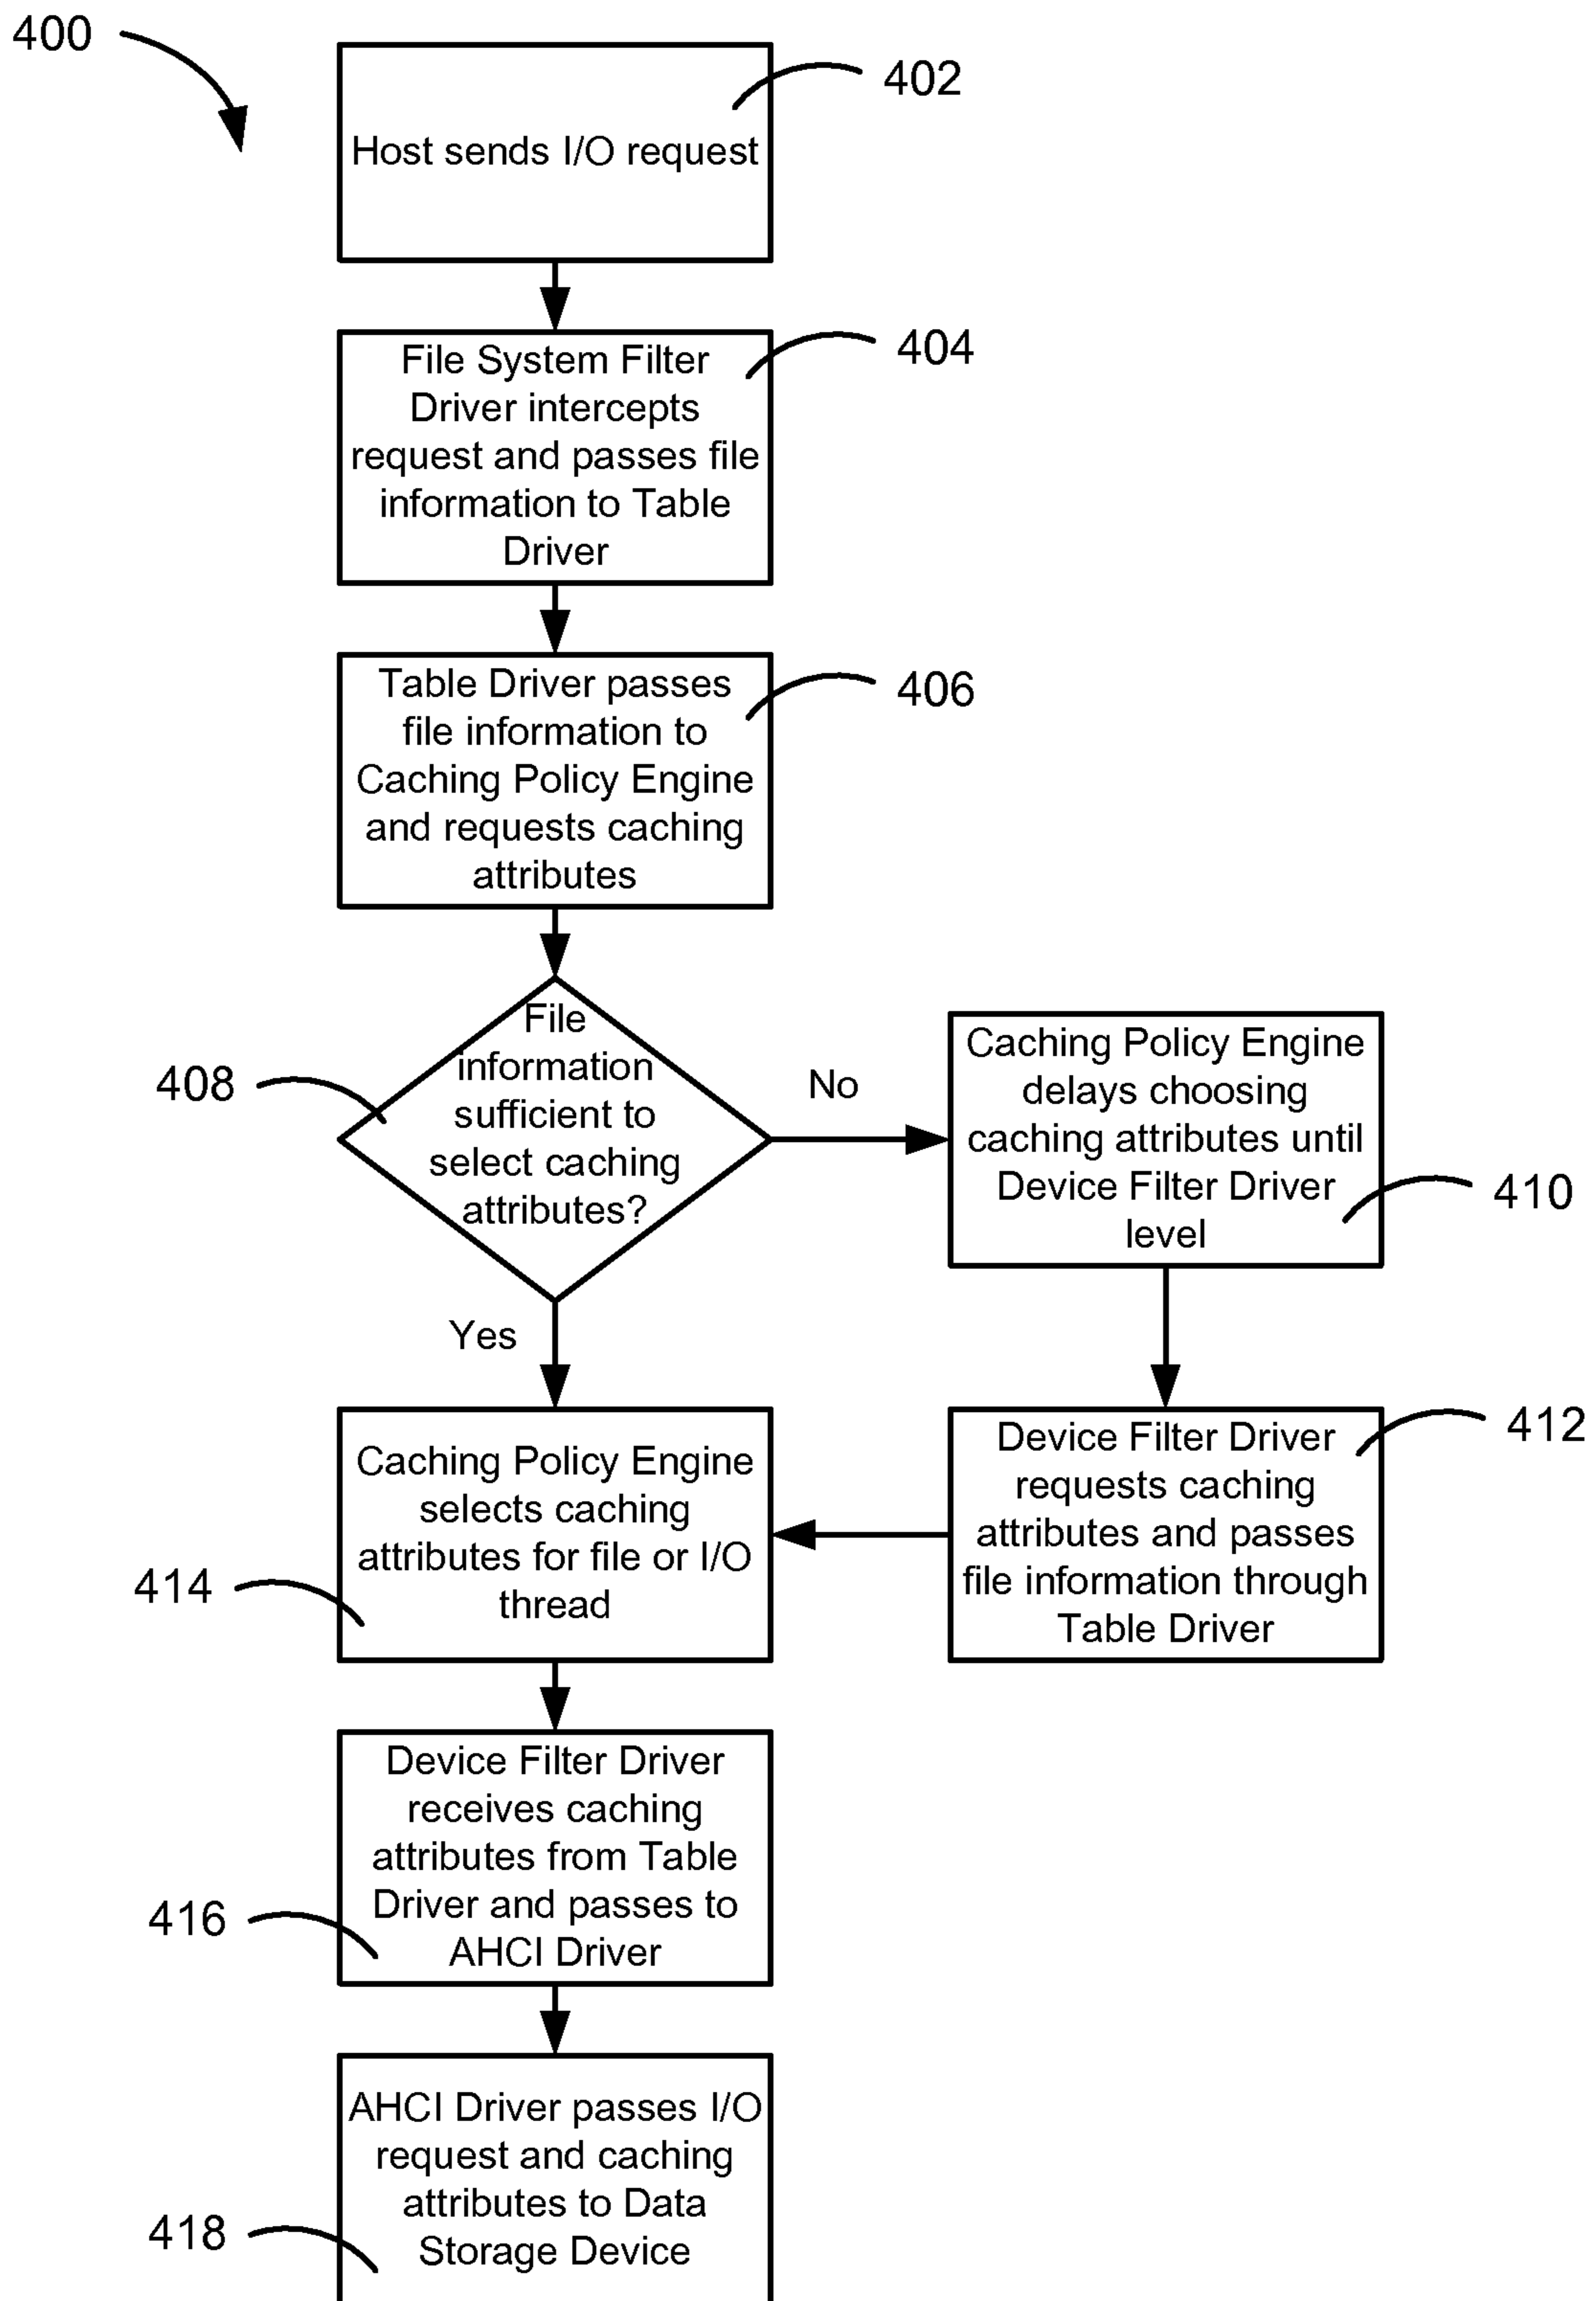 400
402
Host sends I/O request
404
File System Filter
Driver intercepts
request and passes file
information to Table
Driver
406
Table Driver passes
file information to
Caching Policy Engine
and requests caching
attributes
408
File
information
sufficient to
select caching
attributes?
No
Caching Policy Engine
delays choosing
caching attributes until
Device Filter Driver
level
410
Yes
412
Device Filter Driver
requests caching
attributes and passes
file information through
Table Driver
Caching Policy Engine
selects caching
attributes for file or I/O
thread
414
Device Filter Driver
receives caching
attributes from Table
Driver and passes to
AHCI Driver
416
AHCI Driver passes I/O
request and caching
attributes to Data
Storage Device
418